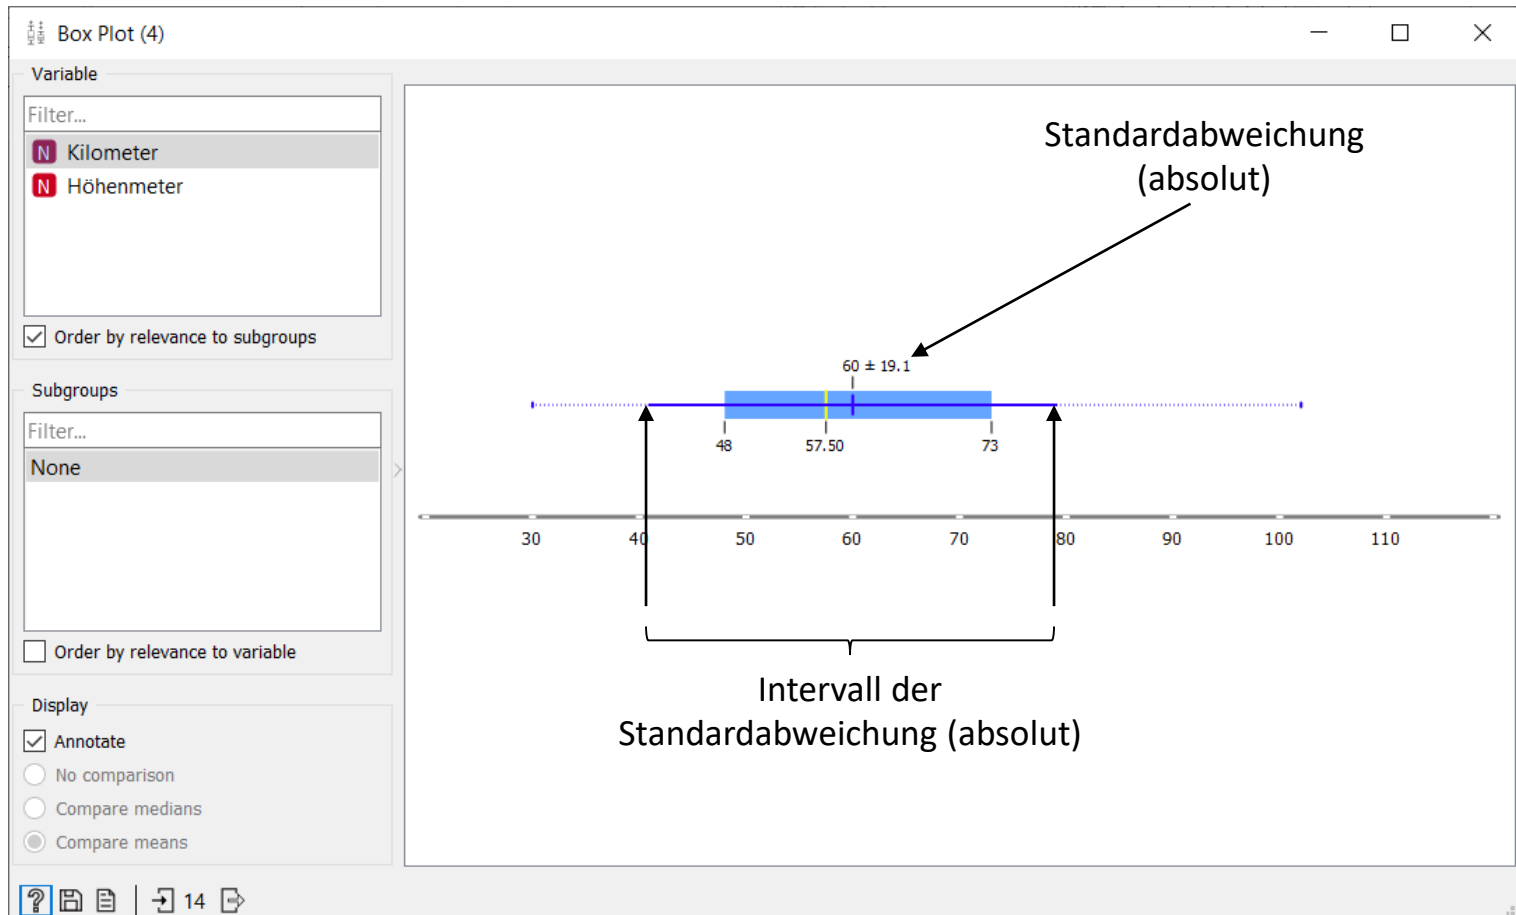 Box Plot (4)
Variable
Filter...
N Kilometer
N Höhenmeter
Order by relevance to subgroups
Subgroups
Filter...
None
Order by relevance to variable
Display
Annotate
No comparison
Compare medians
Compare means
? 14
Standardabweichung
(absolut)
60 ± 19.1
48 57.50 73
30 40 50 60 70 80 90 100 110
Intervall der
Standardabweichung (absolut)